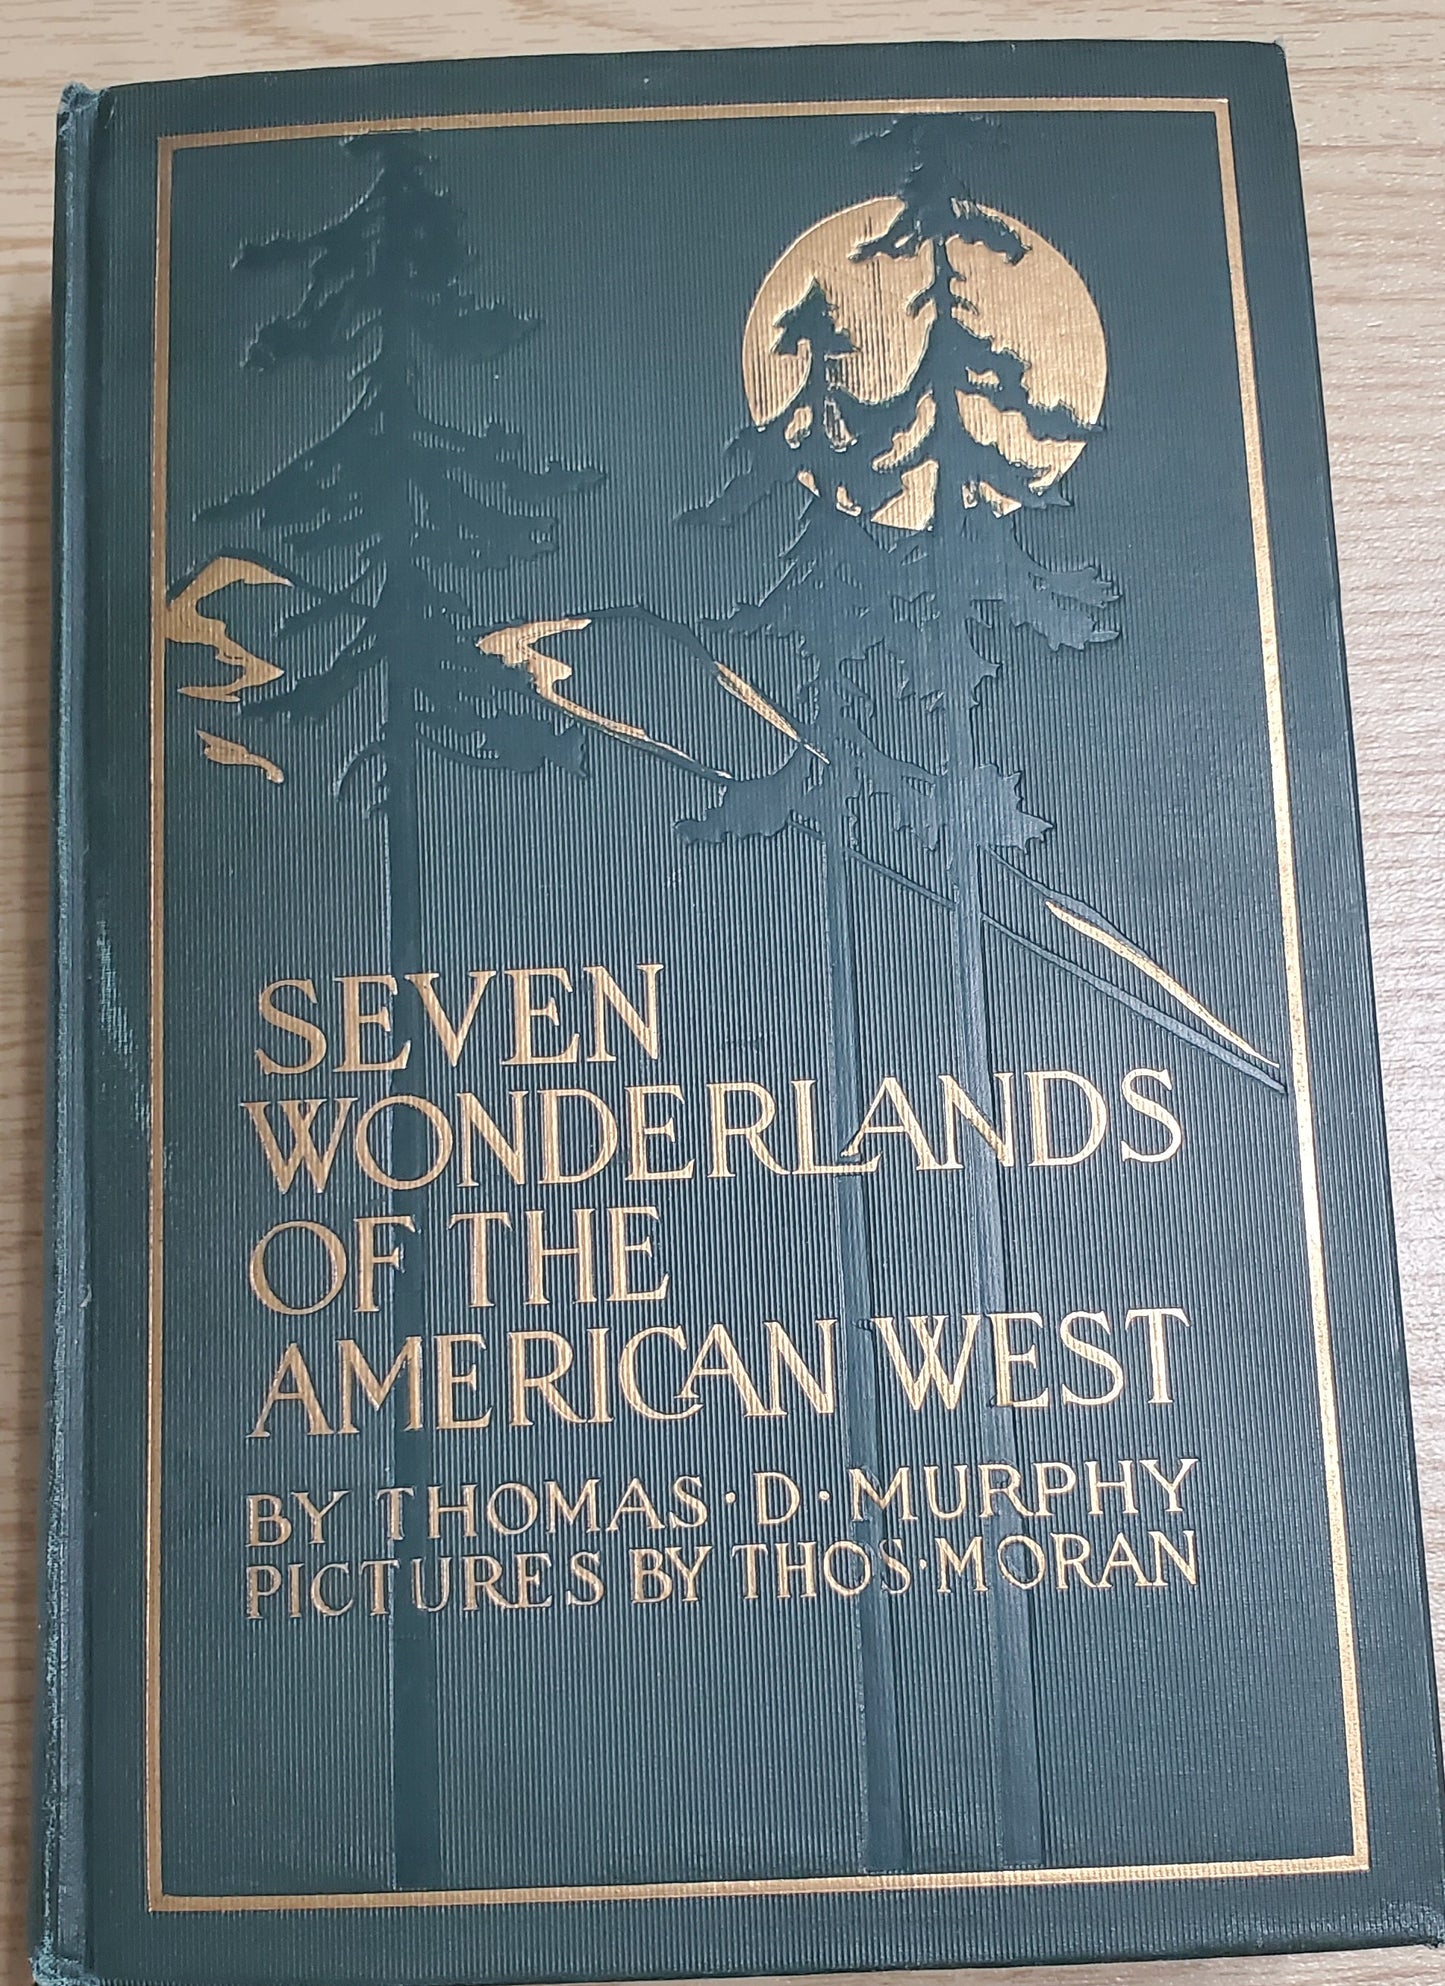 SEVEN
WONDERLANDS
OF THE
AMERICAN WEST
BY THOMAS · D · MURPHY
PICTURES BY THOS · MORAN